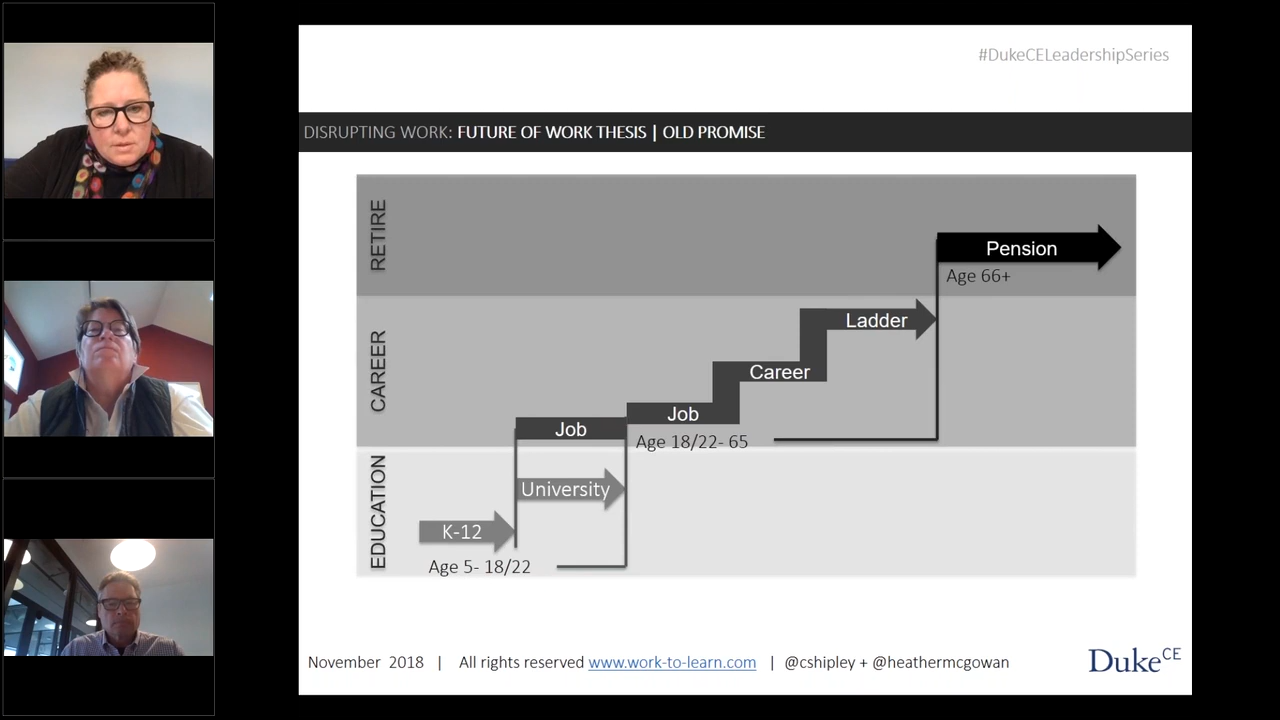 #DukeCELeadershipSeries
DISRUPTING WORK: FUTURE OF WORK THESIS | OLD PROMISE
RETIRE
Pension
Age 66+
CAREER
Ladder
Career
Job
Job
Age 18/22- 65
EDUCATION
University
K-12
Age 5- 18/22
November 2018 | All rights reserved www.work-to-learn.com | @cshipley + @heathermcgowan
DukeCE